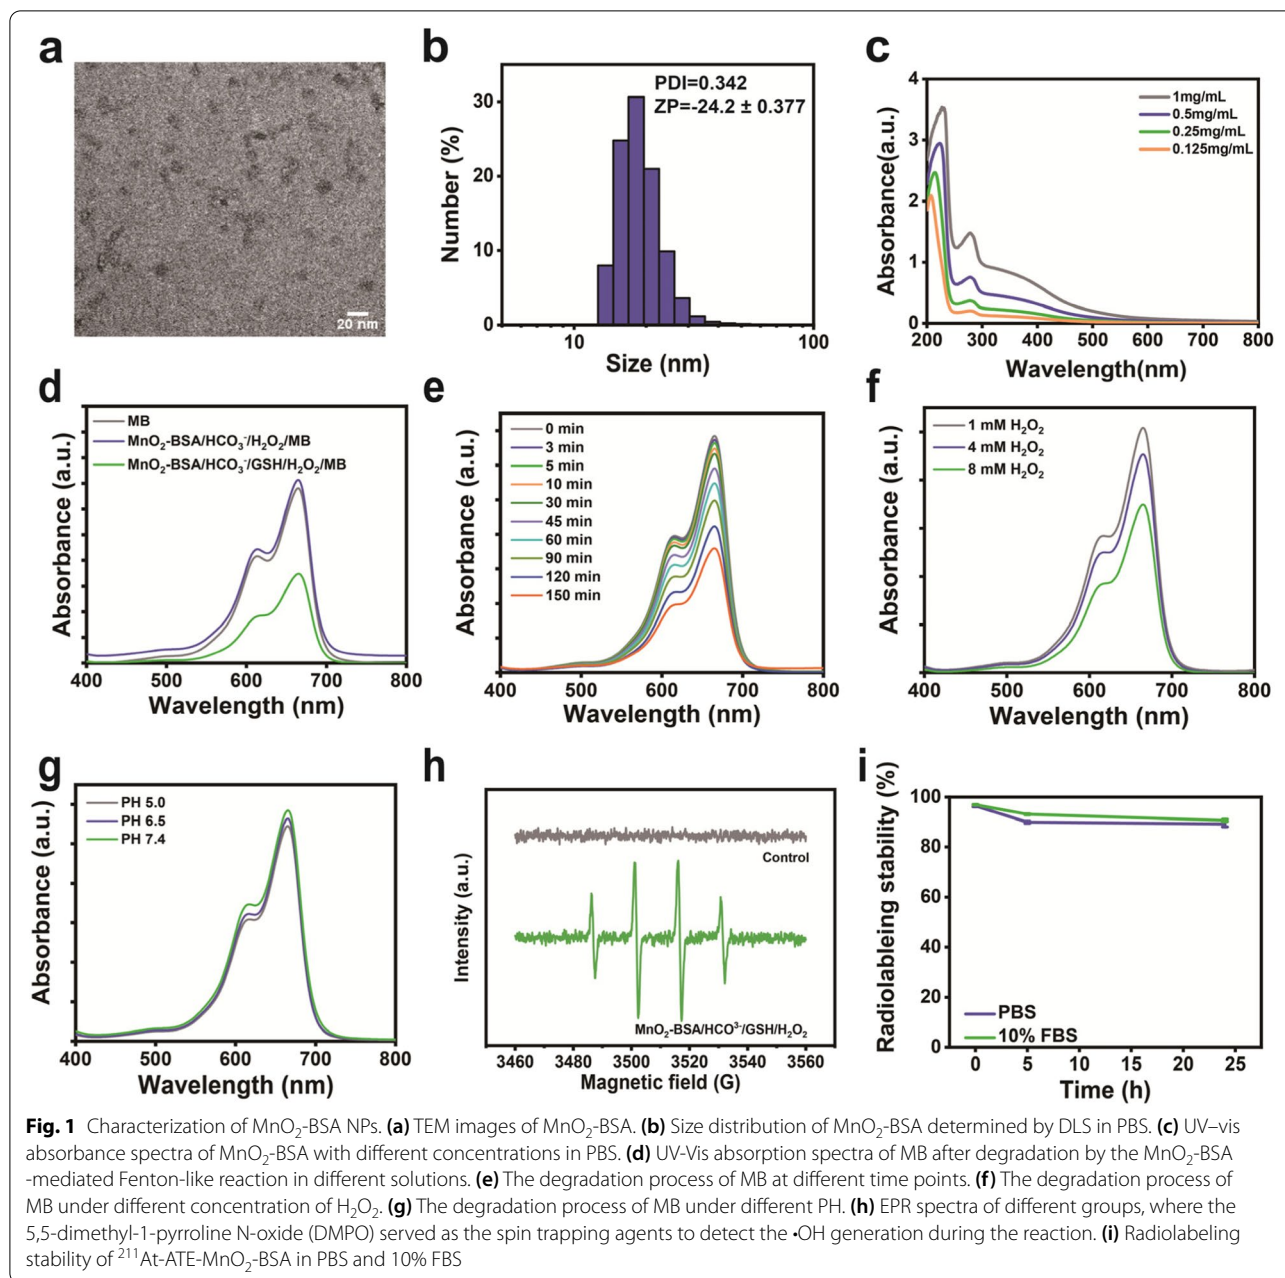 a
20 nm
b
PDI=0.342
ZP=-24.2 ± 0.377
Number (%)
30
20
10
0
10
100
Size (nm)
c
1mg/mL
0.5mg/mL
0.25mg/mL
0.125mg/mL
Absorbance(a.u.)
4
3
2
1
0
200 300 400 500 600 700 800
Wavelength(nm)
d
MB
MnO₂-BSA/HCO₃⁻/H₂O₂/MB
MnO₂-BSA/HCO₃⁻/GSH/H₂O₂/MB
Absorbance (a.u.)
400 500 600 700 800
Wavelength (nm)
e
0 min
3 min
5 min
10 min
30 min
45 min
60 min
90 min
120 min
150 min
Absorbance (a.u.)
400 500 600 700 800
Wavelength (nm)
f
1 mM H₂O₂
4 mM H₂O₂
8 mM H₂O₂
Absorbance (a.u.)
400 500 600 700 800
Wavelength (nm)
g
PH 5.0
PH 6.5
PH 7.4
Absorbance (a.u.)
400 500 600 700 800
Wavelength (nm)
h
Control
MnO₂-BSA/HCO³⁻/GSH/H₂O₂
Intensity (a.u.)
3460 3480 3500 3520 3540 3560
Magnetic field (G)
i
Radiolableing stability (%)
100
80
60
40
20
0
PBS
10% FBS
0 5 10 15 20 25
Time (h)
Fig. 1 Characterization of MnO₂-BSA NPs. (a) TEM images of MnO₂-BSA. (b) Size distribution of MnO₂-BSA determined by DLS in PBS. (c) UV–vis
absorbance spectra of MnO₂-BSA with different concentrations in PBS. (d) UV-Vis absorption spectra of MB after degradation by the MnO₂-BSA
-mediated Fenton-like reaction in different solutions. (e) The degradation process of MB at different time points. (f) The degradation process of
MB under different concentration of H₂O₂. (g) The degradation process of MB under different PH. (h) EPR spectra of different groups, where the
5,5-dimethyl-1-pyrroline N-oxide (DMPO) served as the spin trapping agents to detect the •OH generation during the reaction. (i) Radiolabeling
stability of ²¹¹At-ATE-MnO₂-BSA in PBS and 10% FBS